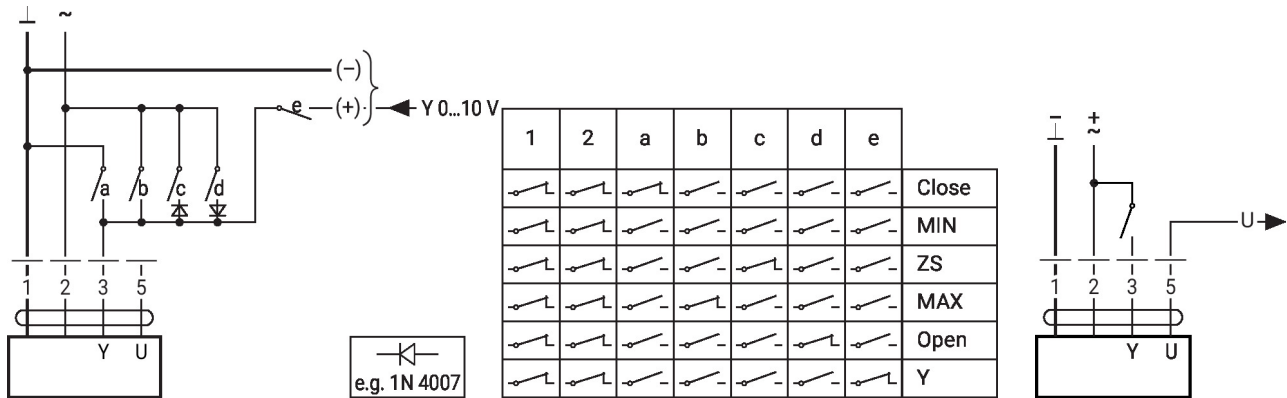 ⊥ ~
(–)
e (+) Y 0...10 V
a b c d
1 2 3 5
Y U
e.g. 1N 4007
1 2 a b c d e
Close
MIN
ZS
MAX
Open
Y
– +
~
U
1 2 3 5
Y U